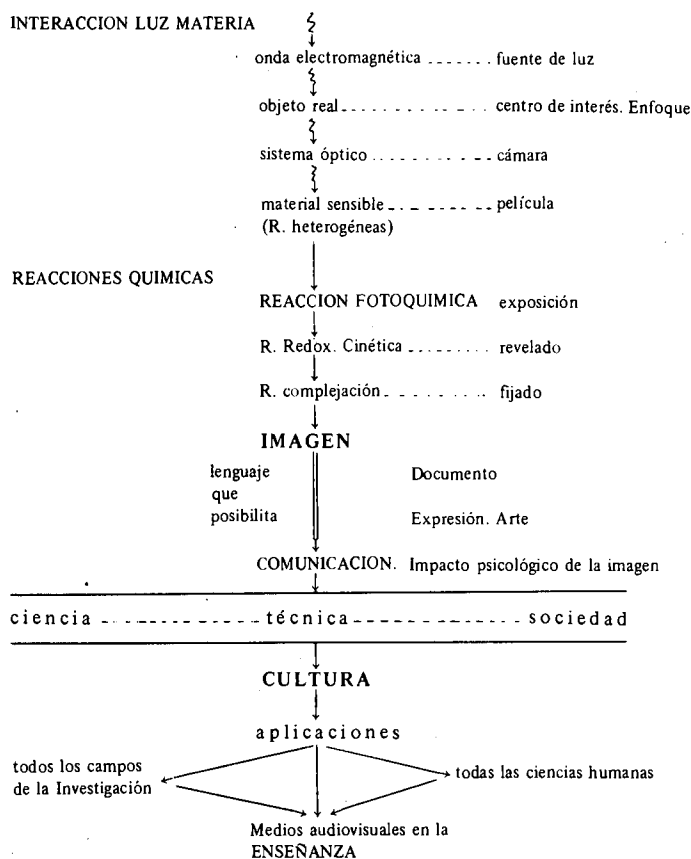 INTERACCION LUZ MATERIA
onda electromagnética ....... fuente de luz
objeto real ............ centro de interés. Enfoque
sistema óptico ............ cámara
material sensible ............ película
(R. heterogéneas)
REACCIONES QUIMICAS
REACCION FOTOQUIMICA exposición
R. Redox. Cinética ......... revelado
R. complejación .......... fijado
IMAGEN
lenguaje Documento
que
posibilita Expresión. Arte
COMUNICACION. Impacto psicológico de la imagen
ciencia ------------ técnica ------------ sociedad
CULTURA
aplicaciones
todos los campos
de la Investigación
todas las ciencias humanas
Medios audiovisuales en la
ENSEÑANZA